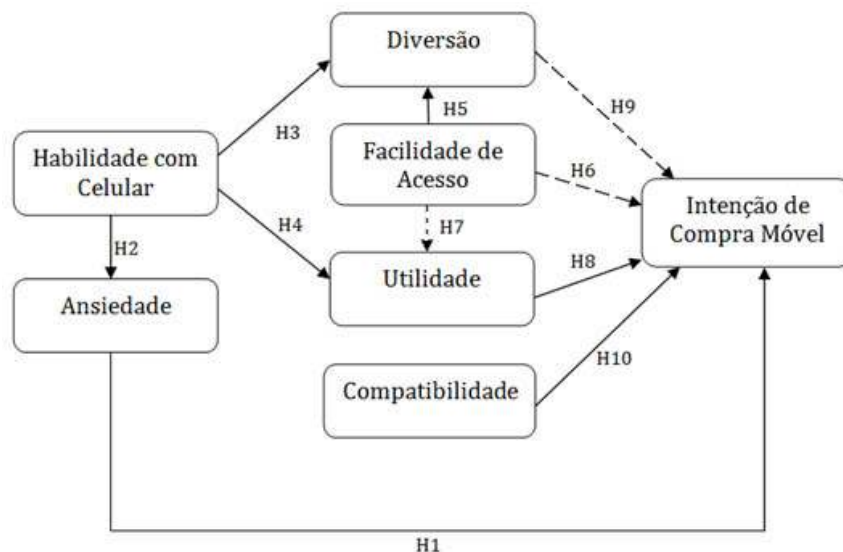 Diversão
H9
H5
H3
Habilidade com
Celular
Facilidade de
Acesso
H6
Intenção de
Compra Móvel
H4
H7
H2
Ansiedade
Utilidade
H8
Compatibilidade
H10
H1